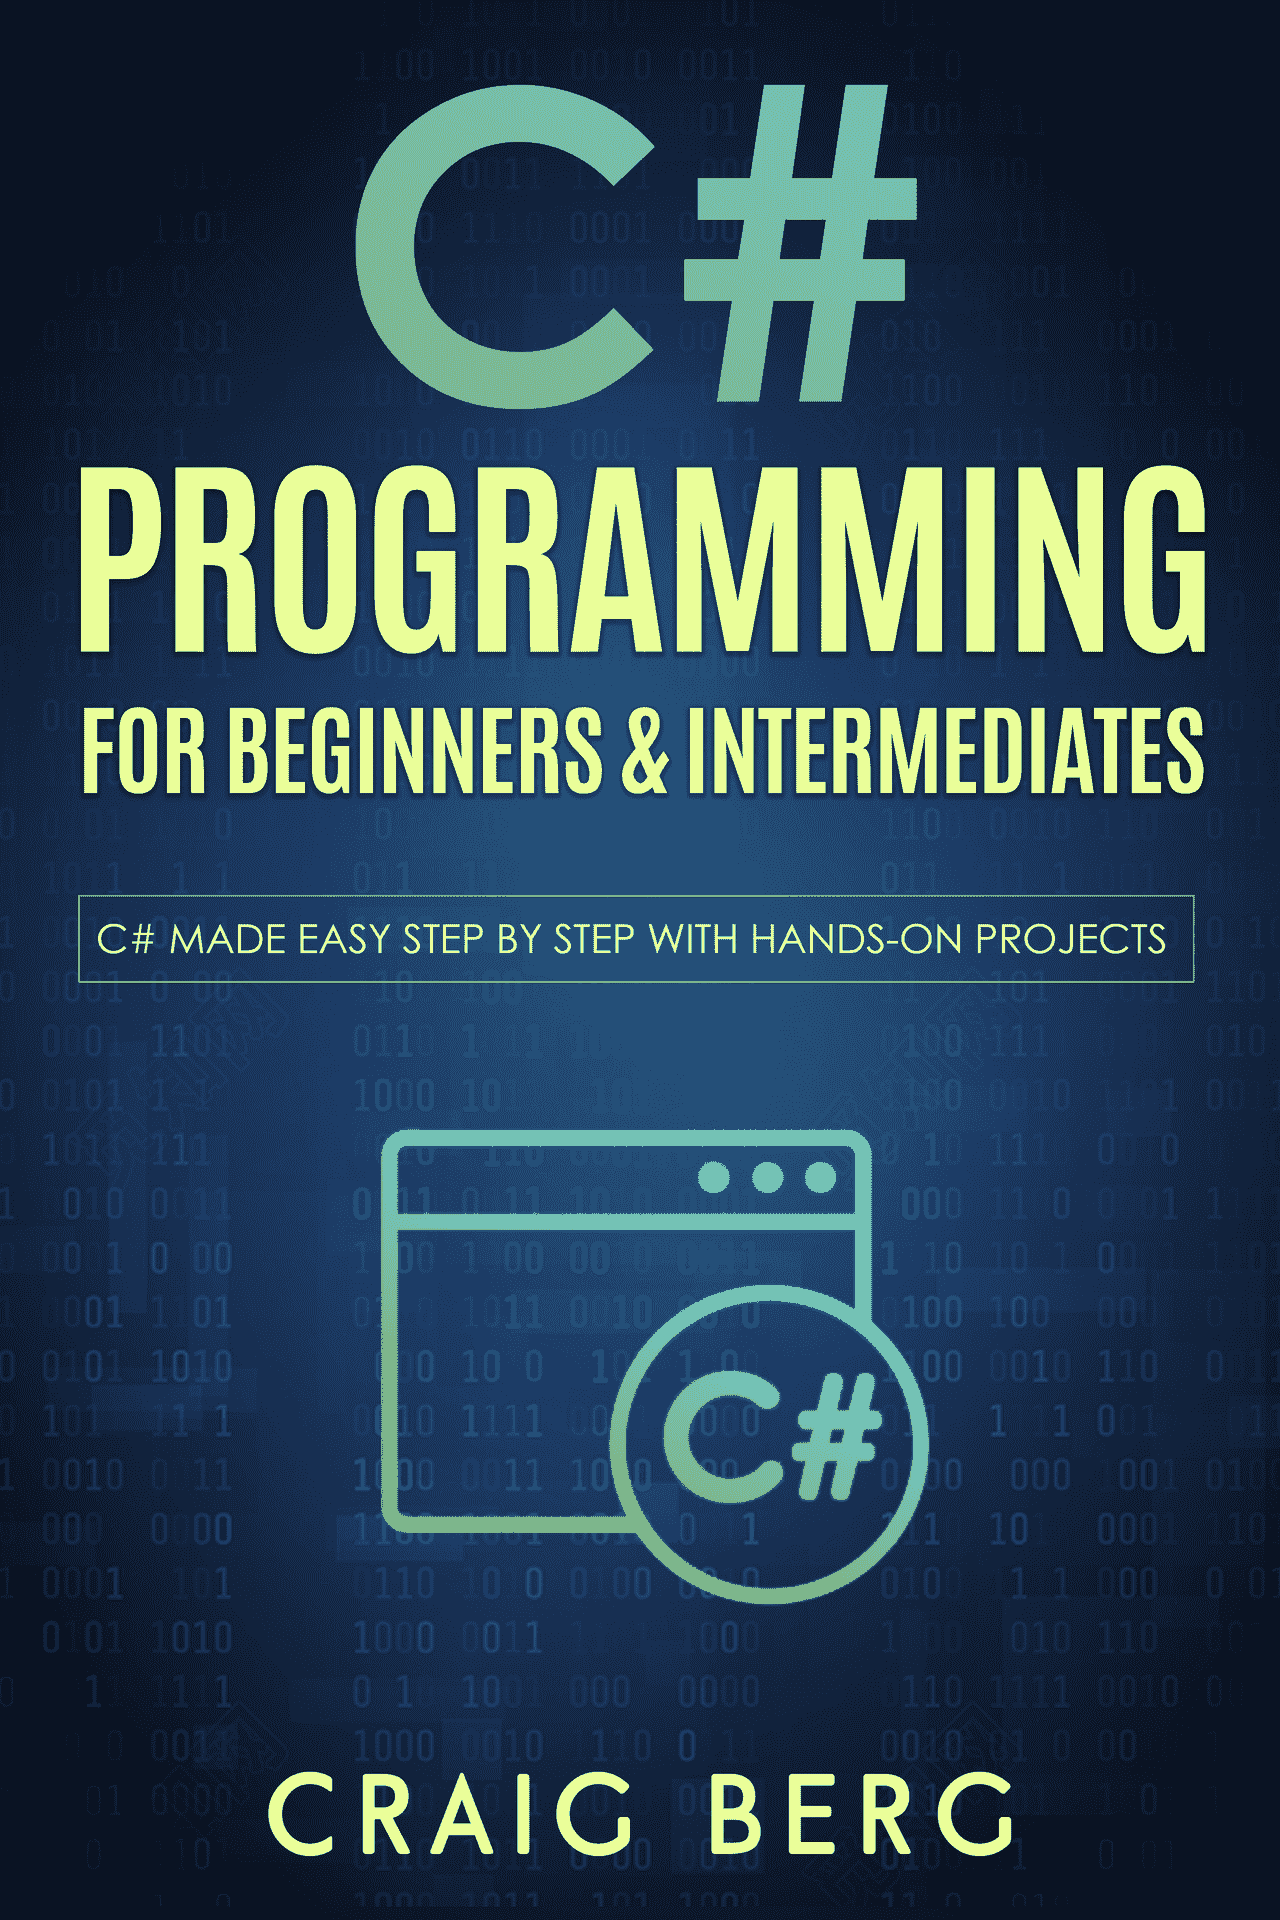 C#
PROGRAMMING
FOR BEGINNERS & INTERMEDIATES
C# MADE EASY STEP BY STEP WITH HANDS-ON PROJECTS
C#
CRAIG BERG